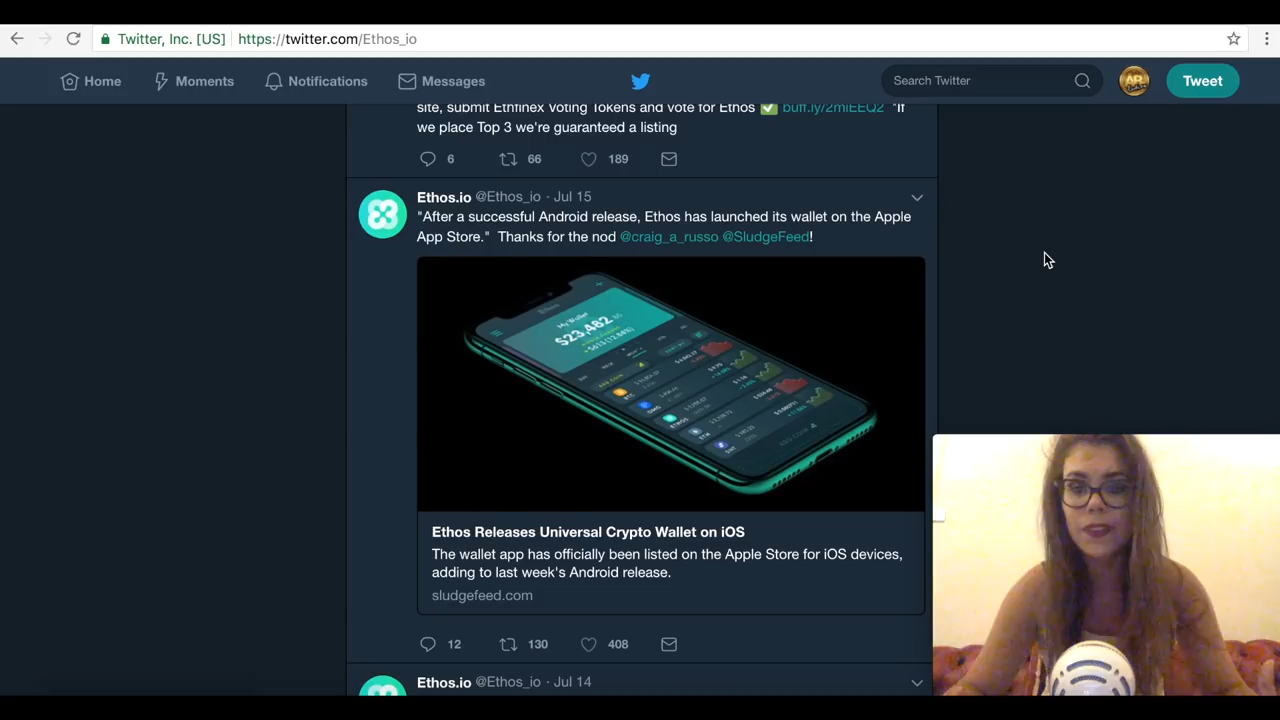 Twitter, Inc. [US] https://twitter.com/Ethos_io
Home Moments Notifications Messages Search Twitter Tweet
site, submit Ethfinex Voting Tokens and Vote for Ethos ✅ buff.ly/2mIEEQ2 "If
we place Top 3 we're guaranteed a listing
6 66 189
Ethos.io @Ethos_io · Jul 15
"After a successful Android release, Ethos has launched its wallet on the Apple
App Store." Thanks for the nod @craig_a_russo @SludgeFeed!
My Wallet
BTC
ETHOS
ETH
Ethos Releases Universal Crypto Wallet on iOS
The wallet app has officially been listed on the Apple Store for iOS devices,
adding to last week's Android release.
sludgefeed.com
12 130 408
Ethos.io @Ethos_io · Jul 14